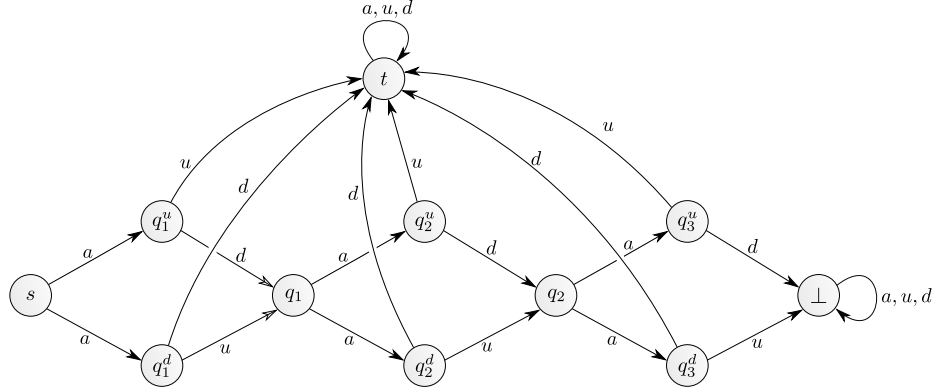 a, u, d
t
u
u
d
u
d
d
q_1^u
q_2^u
q_3^u
a
d
a
d
a
d
s
q_1
q_2
⊥
a, u, d
a
u
a
u
a
u
q_1^d
q_2^d
q_3^d